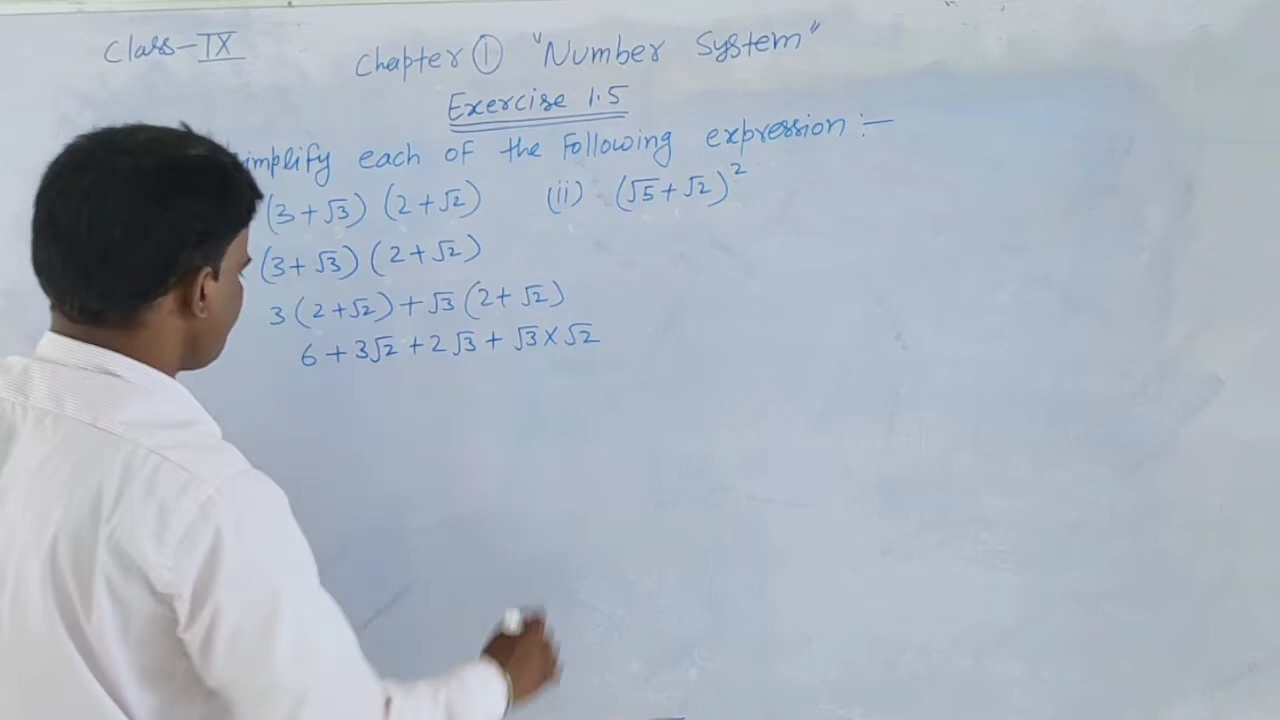 Class-IX
Chapter ① "Number System"
Exercise 1.5
implify each of the following expression :-
(3+√3) (2+√2) (ii) (√5+√2)²
(3+√3) (2+√2)
3(2+√2)+√3(2+√2)
6+3√2+2√3+√3×√2